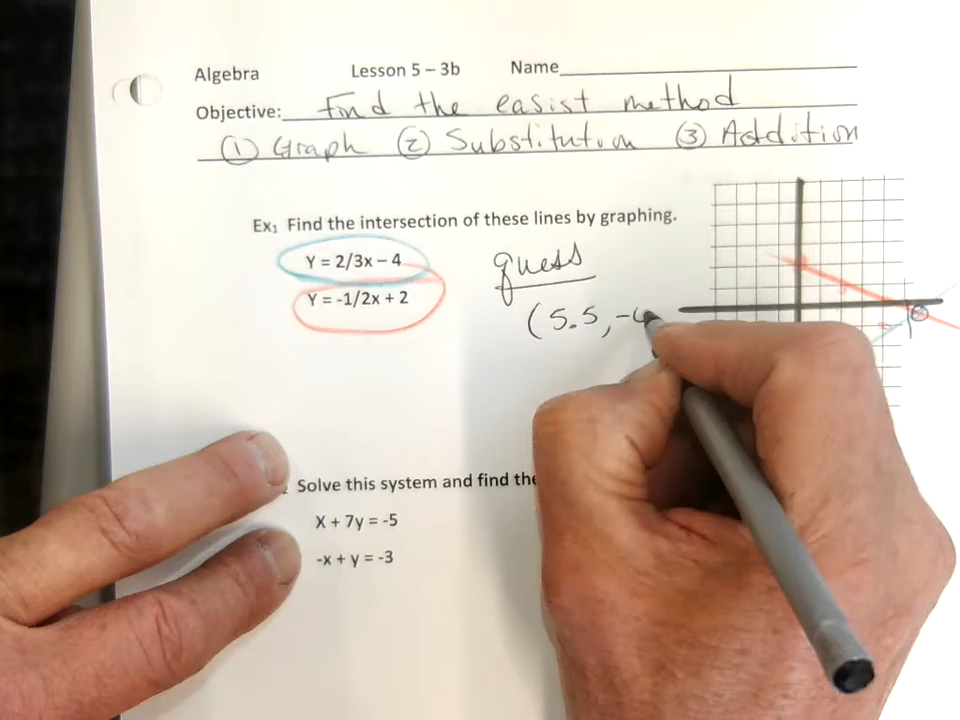 Algebra Lesson 5 – 3b Name
Objective: Find the easist method
① Graph ② Substitution ③ Addition
Ex₁ Find the intersection of these lines by graphing.
Y = 2/3x – 4
Y = -1/2x + 2
guess
(5.5, -
Solve this system and find the
X + 7y = -5
-x + y = -3